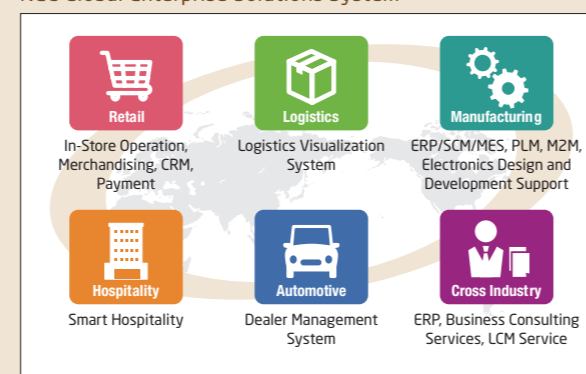 Retail
In-Store Operation,
Merchandising, CRM,
Payment
Logistics
Logistics Visualization
System
Manufacturing
ERP/SCM/MES, PLM, M2M,
Electronics Design and
Development Support
Hospitality
Smart Hospitality
Automotive
Dealer Management
System
Cross Industry
ERP, Business Consulting
Services, LCM Service